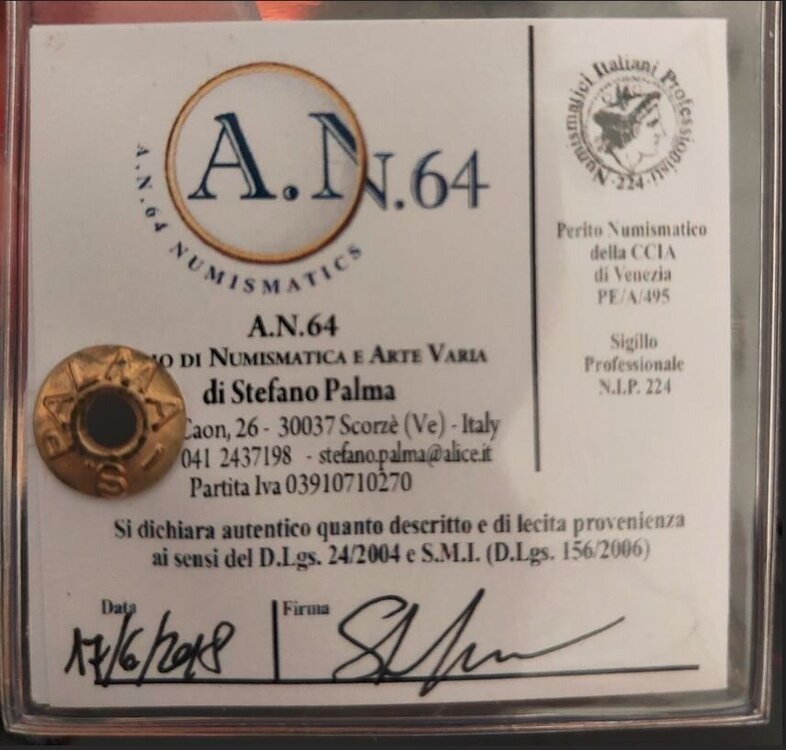 A.N.64
A.N.64 NUMISMATICS
A.N.64
DI NUMISMATICA E ARTE VARIA
di Stefano Palma
Caon, 26 - 30037 Scorzè (Ve) - Italy
041 2437198 - stefano.palma@alice.it
Partita Iva 03910710270
Si dichiara autentico quanto descritto e di lecita provenienza
ai sensi del D.Lgs. 24/2004 e S.M.I. (D.Lgs. 156/2006)
Data
17/6/2018
Firma
Numismatici Italiani Professionisti
N. 224
Perito Numismatico
della CCIA
di Venezia
PE/A/495
Sigillo
Professionale
N.I.P. 224
PALMA
S.